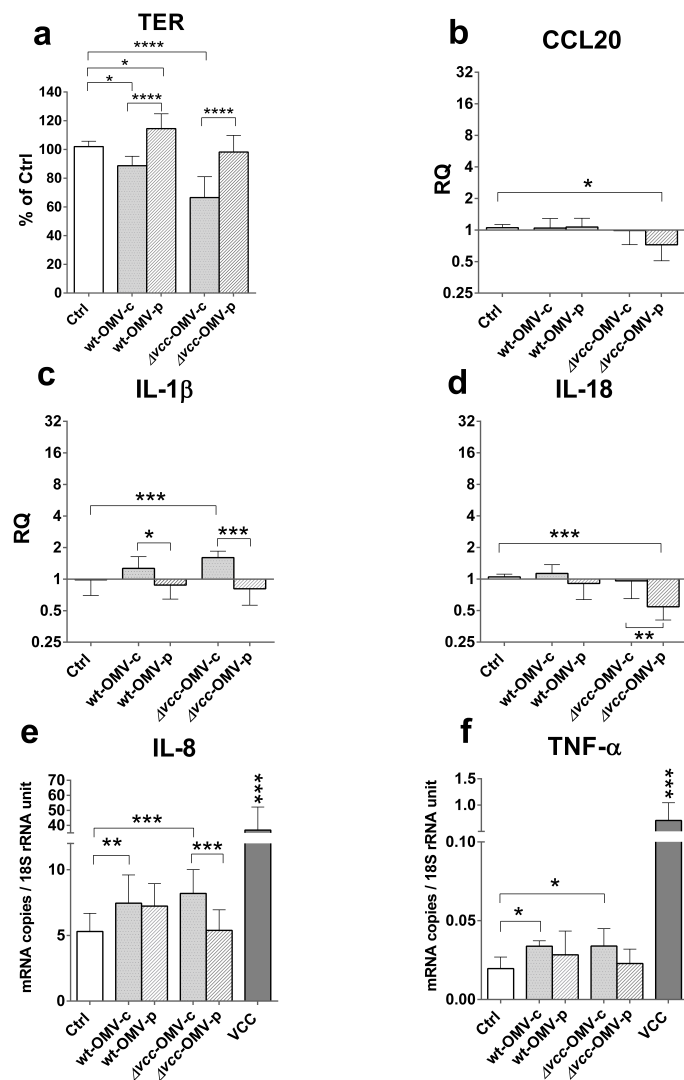 a
TER
****
*
*
****
****
140
120
100
80
60
40
20
0
% of Ctrl
Ctrl
wt-OMV-c
wt-OMV-p
Δvcc-OMV-c
Δvcc-OMV-p
b
CCL20
32
16
8
4
2
1
0.5
0.25
RQ
*
Ctrl
wt-OMV-c
wt-OMV-p
Δvcc-OMV-c
Δvcc-OMV-p
c
IL-1β
32
16
8
4
2
1
0.5
0.25
RQ
***
*
***
Ctrl
wt-OMV-c
wt-OMV-p
Δvcc-OMV-c
Δvcc-OMV-p
d
IL-18
32
16
8
4
2
1
0.5
0.25
RQ
***
**
Ctrl
wt-OMV-c
wt-OMV-p
Δvcc-OMV-c
Δvcc-OMV-p
e
IL-8
70
60
50
40
30
10
5
0
mRNA copies / 18S rRNA unit
***
**
***
***
Ctrl
wt-OMV-c
wt-OMV-p
Δvcc-OMV-c
Δvcc-OMV-p
VCC
f
TNF-α
1.5
1.0
0.5
0.10
0.05
0.00
mRNA copies / 18S rRNA unit
***
*
*
Ctrl
wt-OMV-c
wt-OMV-p
Δvcc-OMV-c
Δvcc-OMV-p
VCC